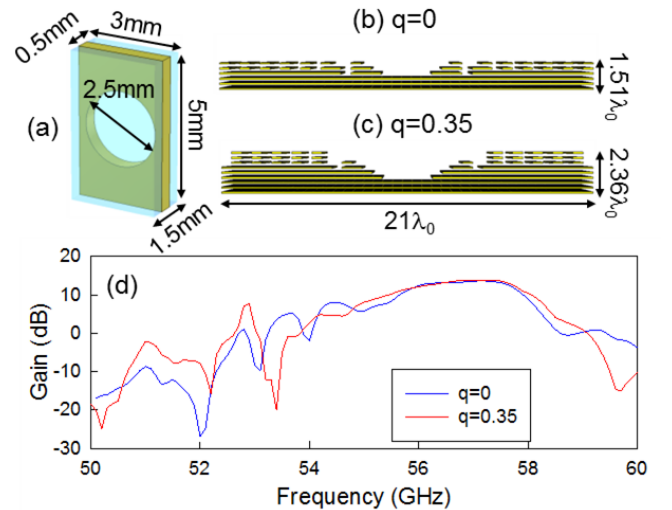 0.5mm
3mm
2.5mm
(a)
5mm
1.5mm
(b) q=0
1.51λ₀
(c) q=0.35
2.36λ₀
21λ₀
(d)
Gain (dB)
20
10
0
-10
-20
-30
q=0
q=0.35
50 52 54 56 58 60
Frequency (GHz)